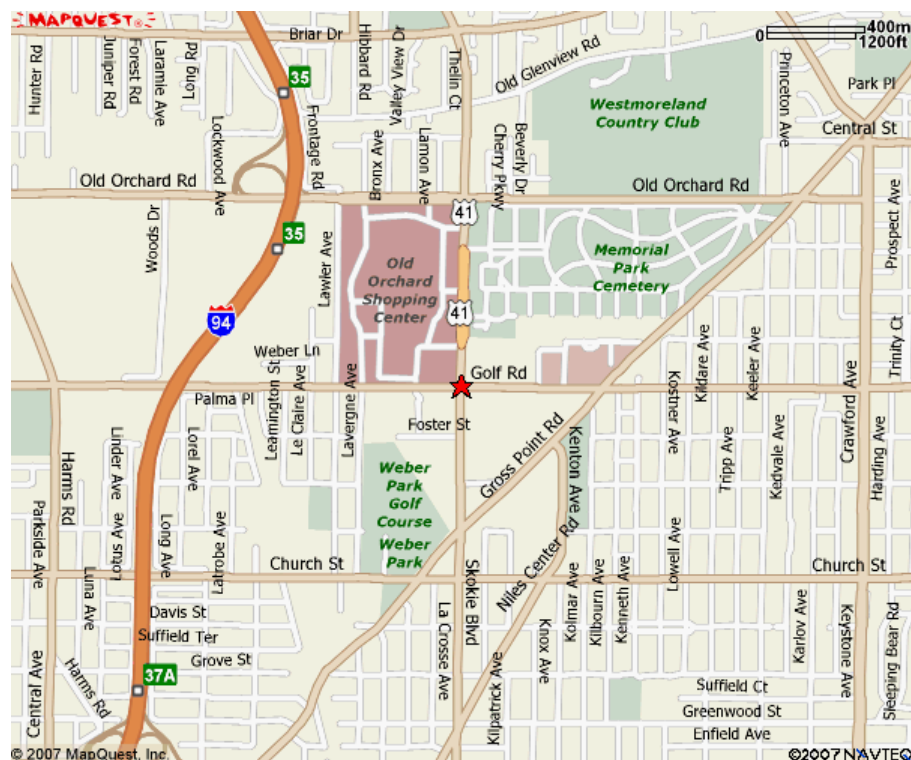 MAPQUEST
400m
0
1200ft
Briar Dr
Hunter Rd
Juniper Rd
Forest Rd
Laramie Ave
Long Rd
35
Hibbard Rd
Valley View Dr
Thelin Ct
Old Glenview Rd
Princeton Ave
Park Pl
Westmoreland
Country Club
Central St
Lockwood Ave
Frontage Rd
Bronx Ave
Lamon Ave
Cherry Pkwy
Beverly Dr
Old Orchard Rd
Old Orchard Rd
Woods Dr
35
Lawler Ave
41
Prospect Ave
Old
Orchard
Shopping
Center
Memorial
Park
Cemetery
94
41
Weber Ln
Leamington St
Le Claire Ave
Lavergne Ave
Golf Rd
Kostner Ave
Kildare Ave
Keeler Ave
Crawford Ave
Trinity Ct
Palma Pl
Foster St
Gross Point Rd
Kenton Ave
Tripp Ave
Kedvale Ave
Harding Ave
Parkside Ave
Harms Rd
Linder Ave
Lotus Ave
Lorel Ave
Long Ave
Latrobe Ave
Weber
Park
Golf
Course
Weber
Park
Church St
Church St
Niles Center Rd
Lowell Ave
Luna Ave
Skokie Blvd
La Crosse Ave
Kolmar Ave
Kilbourn Ave
Kenneth Ave
Knox Ave
Kilpatrick Ave
Karlov Ave
Keystone Ave
Sleeping Bear Rd
Davis St
Suffield Ter
Grove St
37A
Central Ave
Harms Rd
Suffield Ct
Greenwood St
Enfield Ave
© 2007 MapQuest, Inc.
©2007 NAVTEQ